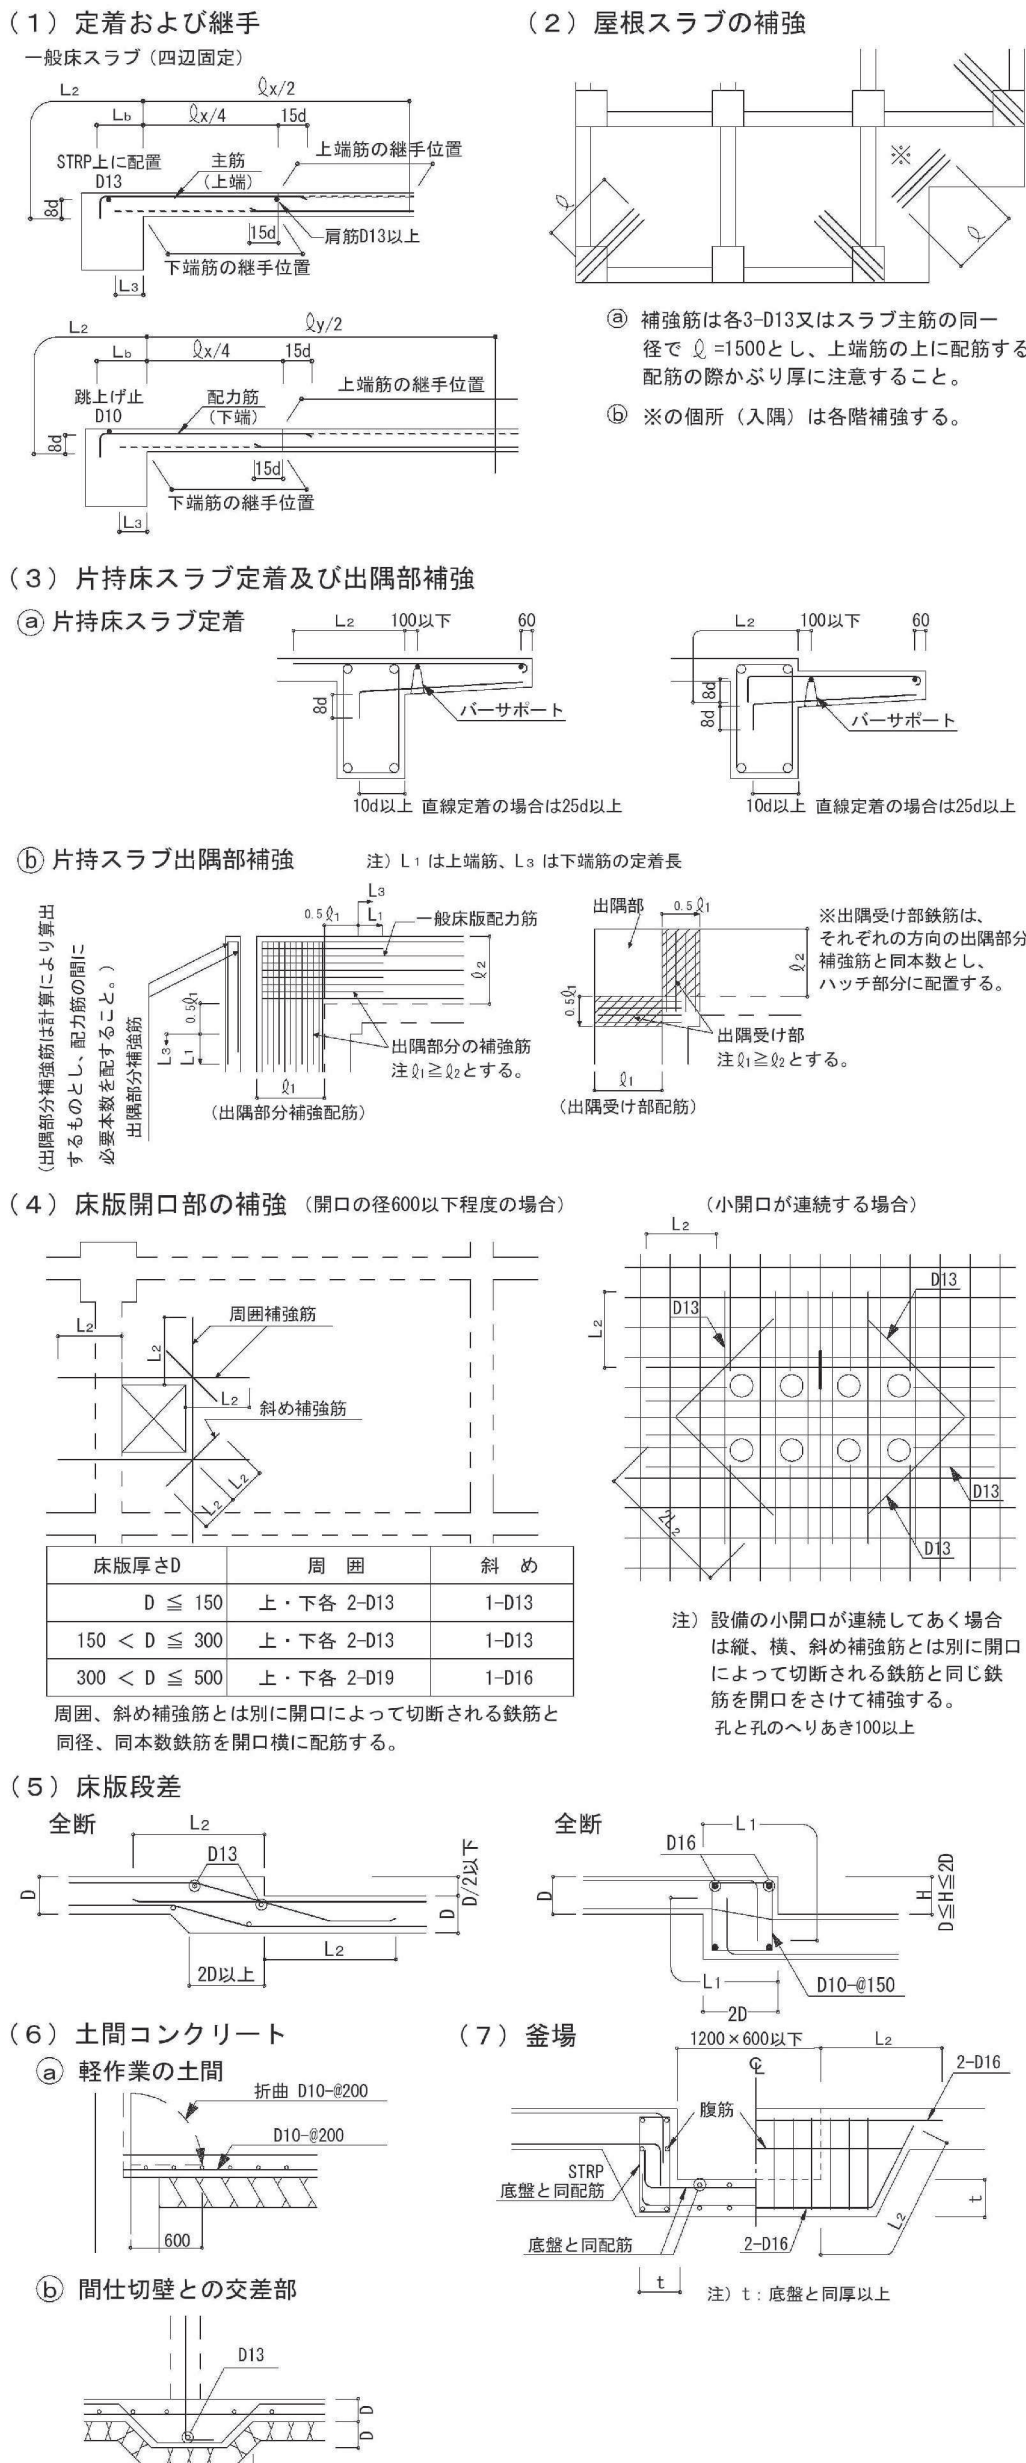 （1）定着および継手
一般床スラブ（四辺固定）
L2
ℓx/2
Lb
ℓx/4
15d
STRP上に配置
D13
主筋
（上端）
上端筋の継手位置
8d
15d
肩筋D13以上
下端筋の継手位置
L3
L2
ℓy/2
Lb
ℓx/4
15d
跳上げ止
D10
配力筋
（下端）
上端筋の継手位置
8d
15d
下端筋の継手位置
L3
（2）屋根スラブの補強
※
ℓ
ℓ
ⓐ 補強筋は各3-D13又はスラブ主筋の同一
径で ℓ =1500とし、上端筋の上に配筋する
配筋の際かぶり厚に注意すること。
ⓑ ※の個所（入隅）は各階補強する。
（3）片持床スラブ定着及び出隅部補強
ⓐ 片持床スラブ定着
L2
100以下
60
8d
バーサポート
10d以上 直線定着の場合は25d以上
L2
100以下
60
8d
8d
バーサポート
10d以上 直線定着の場合は25d以上
ⓑ 片持スラブ出隅部補強
注）L1は上端筋、L3は下端筋の定着長
（出隅部分補強筋は計算により算出
するものとし、配力筋の間に
必要本数を配すること。）
出隅部分補強筋
L3
0.5ℓ1
L1
一般床版配力筋
ℓ2
0.5ℓ1
L3
L1
出隅部分の補強筋
注 ℓ1≧ℓ2とする。
ℓ1
（出隅部分補強配筋）
出隅部
0.5ℓ1
ℓ2
0.5ℓ1
出隅受け部
注 ℓ1≧ℓ2とする。
ℓ1
（出隅受け部配筋）
※出隅受け部鉄筋は、
それぞれの方向の出隅部分
補強筋と同本数とし、
ハッチ部分に配置する。
（4）床版開口部の補強 （開口の径600以下程度の場合）
L2
L2
周囲補強筋
L2
斜め補強筋
L2
L2
床版厚さD 周 囲 斜 め
D ≦ 150 上・下各 2-D13 1-D13
150 ＜ D ≦ 300 上・下各 2-D13 1-D13
300 ＜ D ≦ 500 上・下各 2-D19 1-D16
周囲、斜め補強筋とは別に開口によって切断される鉄筋と
同径、同本数鉄筋を開口横に配筋する。
（小開口が連続する場合）
L2
L2
D13
D13
D13
D13
2L2
注）設備の小開口が連続してあく場合
は縦、横、斜め補強筋とは別に開口
によって切断される鉄筋と同じ鉄
筋を開口をさけて補強する。
孔と孔のへりあき100以上
（5）床版段差
全断
L2
D13
D
D/2以下
D
L2
2D以上
全断
L1
D16
D
H
D≦H≦2D
L1
D10-@150
2D
（6）土間コンクリート
ⓐ 軽作業の土間
折曲 D10-@200
D10-@200
600
ⓑ 間仕切壁との交差部
D13
D
D
（7）釜場
1200×600以下
L2
℄
2-D16
腹筋
STRP
底盤と同配筋
底盤と同配筋
2-D16
L2
t
t
注）t：底盤と同厚以上